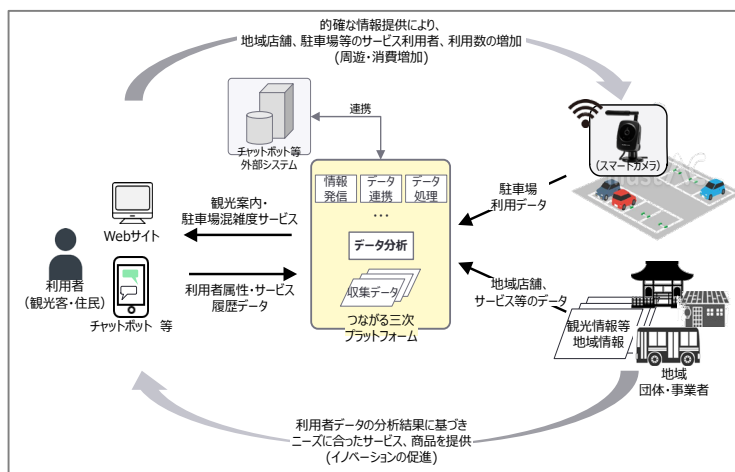 的確な情報提供により、
地域店舗、駐車場等のサービス利用者、利用数の増加
(周遊・消費増加)
連携
チャットボット等
外部システム
(スマートカメラ)
情報
発信
データ
連携
データ
処理
…
駐車場
利用データ
観光案内・
駐車場混雑度サービス
Webサイト
データ分析
利用者
(観光客・住民)
利用者属性・サービス
履歴データ
収集データ
地域店舗、
サービス等のデータ
チャットボット 等
つながる三次
プラットフォーム
観光情報等
地域情報
地域
団体・事業者
利用者データの分析結果に基づき
ニーズに合ったサービス、商品を提供
(イノベーションの促進)